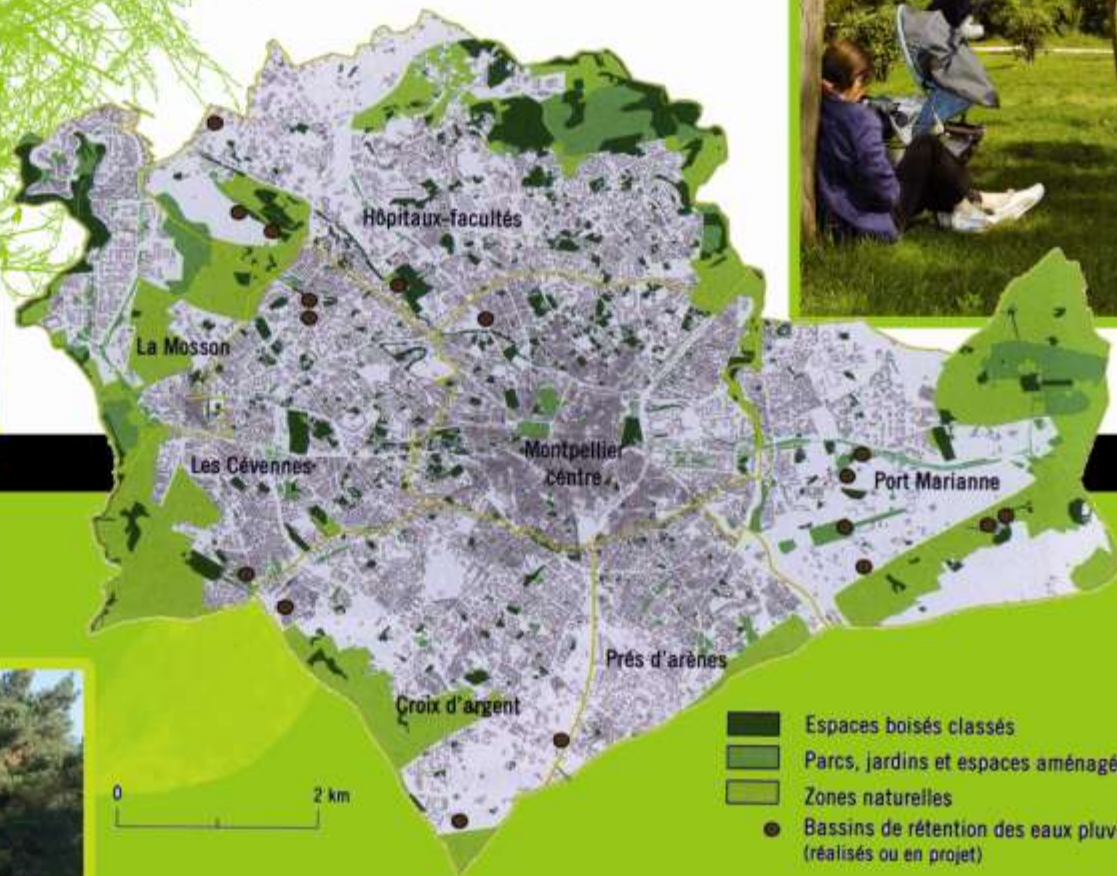 Hôpitaux-facultés
La Mosson
Les Cévennes
Montpellier
centre
Port Marianne
Prés d'arènes
Croix d'argent
0 2 km
Espaces boisés classés
Parcs, jardins et espaces aménagé
Zones naturelles
Bassins de rétention des eaux pluv
(réalisés ou en projet)